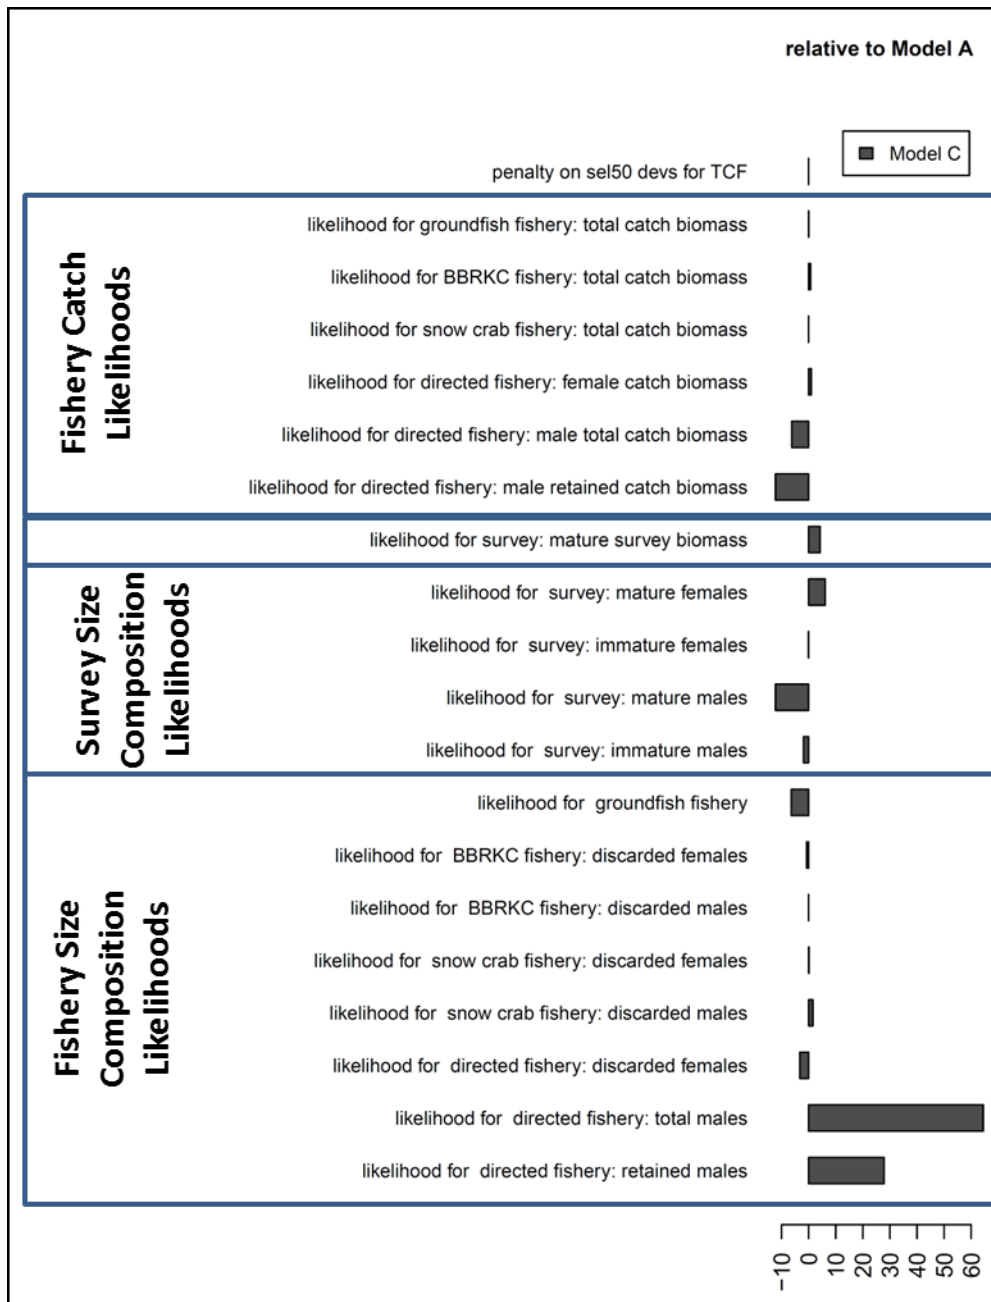 relative to Model A
Model C
penalty on sel50 devs for TCF
Fishery Catch
Likelihoods
likelihood for groundfish fishery: total catch biomass
likelihood for BBRKC fishery: total catch biomass
likelihood for snow crab fishery: total catch biomass
likelihood for directed fishery: female catch biomass
likelihood for directed fishery: male total catch biomass
likelihood for directed fishery: male retained catch biomass
likelihood for survey: mature survey biomass
Survey Size
Composition
Likelihoods
likelihood for survey: mature females
likelihood for survey: immature females
likelihood for survey: mature males
likelihood for survey: immature males
Fishery Size
Composition
Likelihoods
likelihood for groundfish fishery
likelihood for BBRKC fishery: discarded females
likelihood for BBRKC fishery: discarded males
likelihood for snow crab fishery: discarded females
likelihood for snow crab fishery: discarded males
likelihood for directed fishery: discarded females
likelihood for directed fishery: total males
likelihood for directed fishery: retained males
−10 0 10 20 30 40 50 60